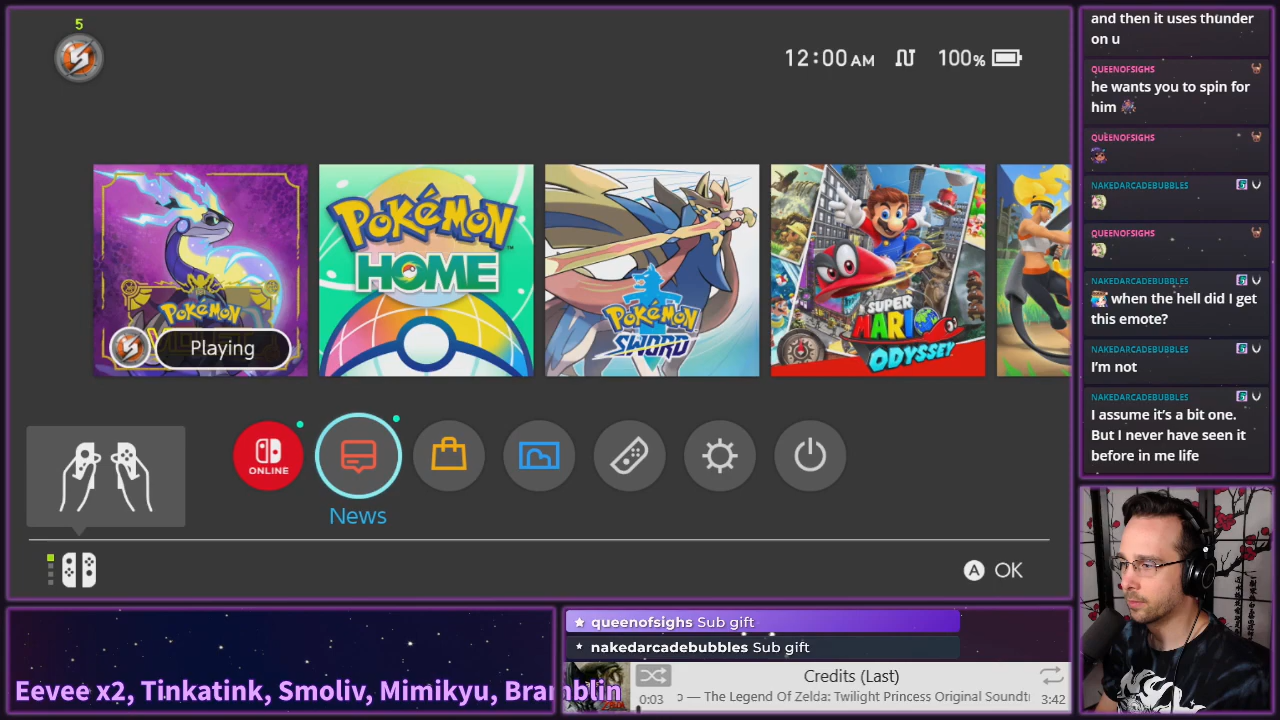 5
12:00 AM
100%
POKÉMON
Playing
POKÉMON
HOME
POKÉMON
SWORD
SUPER
MARIO
ODYSSEY
ONLINE
News
A OK
and then it uses thunder
on u
QUEENOFSIGHS
he wants you to spin for
him
QUEENOFSIGHS
NAKEDARCADEBUBBLES
QUEENOFSIGHS
NAKEDARCADEBUBBLES
when the hell did I get
this emote?
NAKEDARCADEBUBBLES
I'm not
NAKEDARCADEBUBBLES
I assume it's a bit one.
But I never have seen it
before in me life
queenofsighs Sub gift
nakedarcadebubbles Sub gift
Credits (Last)
0:03
— The Legend Of Zelda: Twilight Princess Original Soundt
3:42
Eevee x2, Tinkatink, Smoliv, Mimikyu, Bramblin